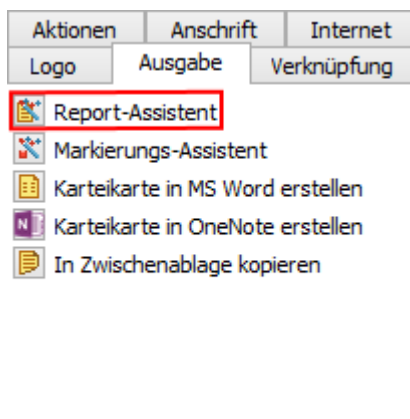 Aktionen Anschrift Internet
Logo Ausgabe Verknüpfung
Report-Assistent
Markierungs-Assistent
Karteikarte in MS Word erstellen
N Karteikarte in OneNote erstellen
In Zwischenablage kopieren